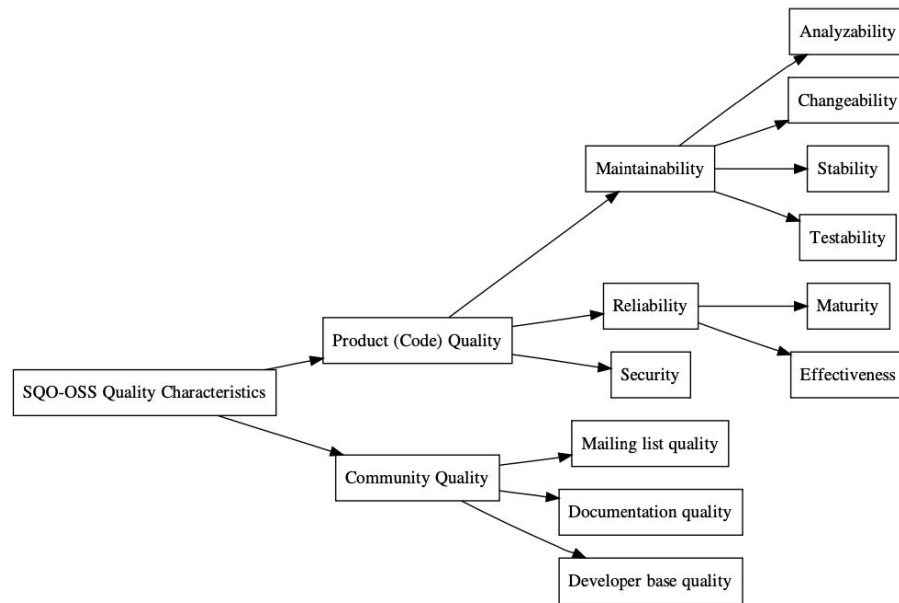 Analyzability
Changeability
Maintainability
Stability
Testability
Reliability
Maturity
Product (Code) Quality
Security
Effectiveness
SQO-OSS Quality Characteristics
Mailing list quality
Community Quality
Documentation quality
Developer base quality